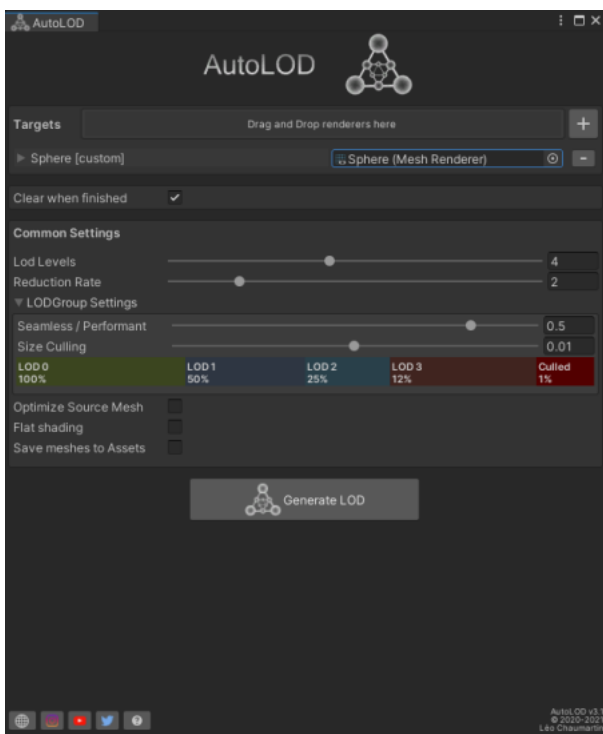 AutoLOD
AutoLOD
Targets Drag and Drop renderers here +
Sphere [custom] Sphere (Mesh Renderer) -
Clear when finished
Common Settings
Lod Levels 4
Reduction Rate 2
LODGroup Settings
Seamless / Performant 0.5
Size Culling 0.01
LOD 0 LOD 1 LOD 2 LOD 3 Culled
100% 50% 25% 12% 1%
Optimize Source Mesh
Flat shading
Save meshes to Assets
Generate LOD
AutoLOD v3.1
© 2020-2021
Léo Chaumartin